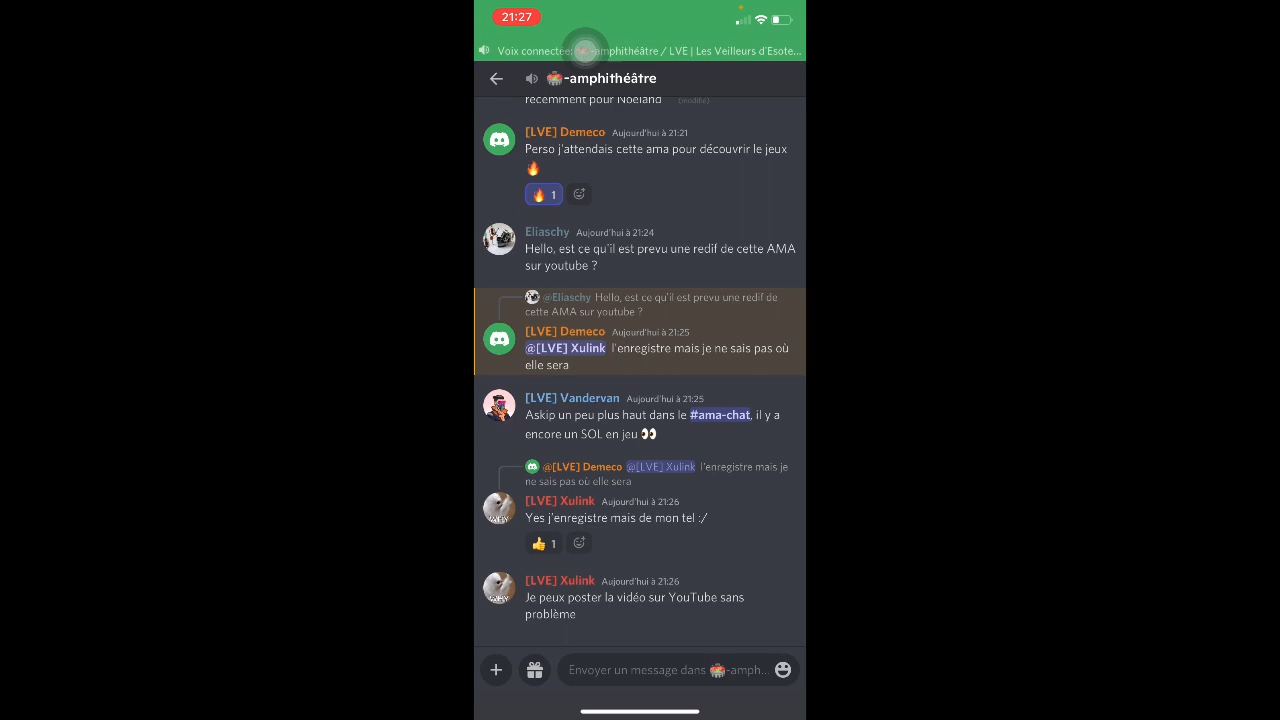 21:27
Voix connectée: -amphithéâtre / LVE | Les Veilleurs d'Esote...
-amphithéâtre
récemment pour Noeland (modifié)
[LVE] Demeco Aujourd'hui à 21:21
Perso j'attendais cette ama pour découvrir le jeux
🔥
🔥 1
Eliaschy Aujourd'hui à 21:24
Hello, est ce qu'il est prevu une redif de cette AMA
sur youtube ?
@Eliaschy Hello, est ce qu'il est prevu une redif de
cette AMA sur youtube ?
[LVE] Demeco Aujourd'hui à 21:25
@[LVE] Xulink l'enregistre mais je ne sais pas où
elle sera
[LVE] Vandervan Aujourd'hui à 21:25
Askip un peu plus haut dans le #ama-chat, il y a
encore un SOL en jeu 👀
@[LVE] Demeco @[LVE] Xulink l'enregistre mais je
ne sais pas où elle sera
[LVE] Xulink Aujourd'hui à 21:26
Yes j'enregistre mais de mon tel :/
👍 1
[LVE] Xulink Aujourd'hui à 21:26
Je peux poster la vidéo sur YouTube sans
problème
Envoyer un message dans -amph...